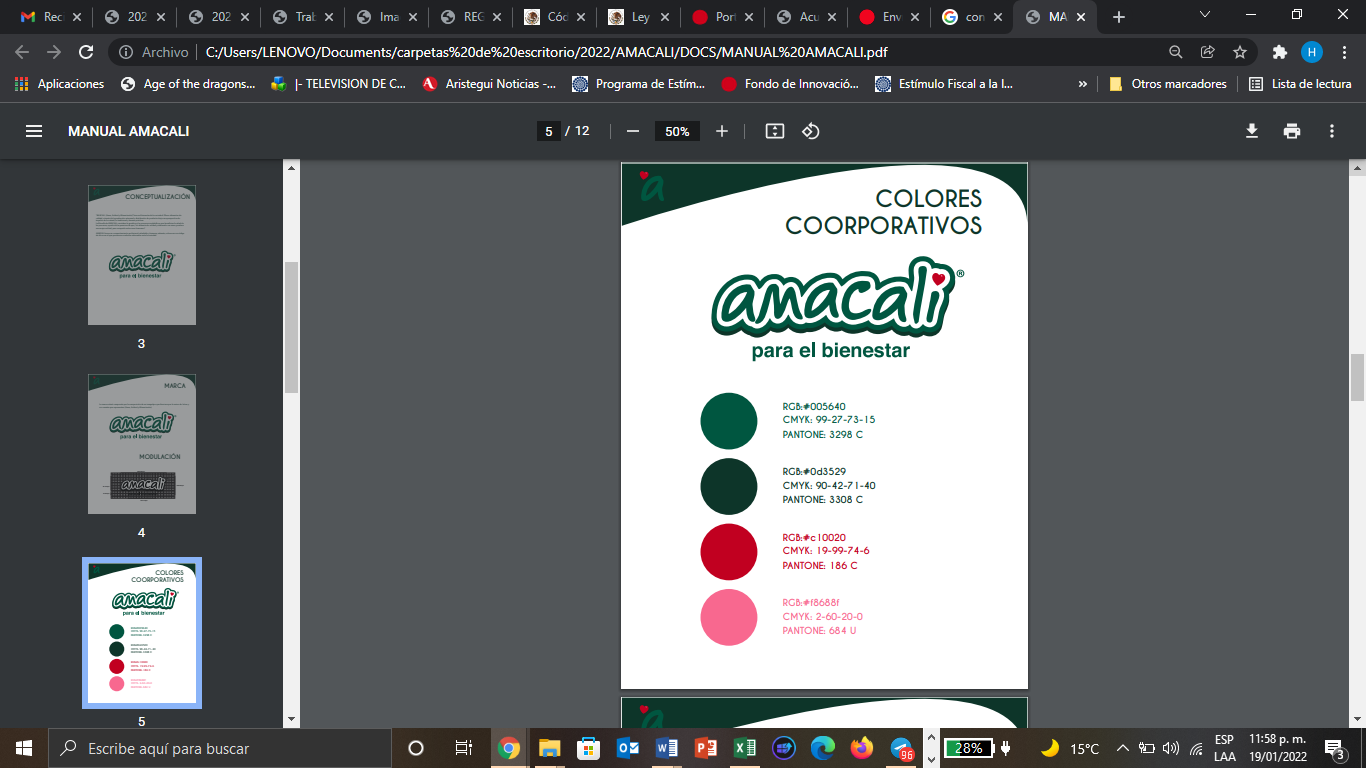 Rec
202
202
Trab
Ima
REG
Cód
Ley
Port
Acu
Env
con
MA
Archivo
C:/Users/LENOVO/Documents/carpetas%20de%20escritorio/2022/AMACALI/DOCS/MANUAL%20AMACALI.pdf
H
Aplicaciones
Age of the dragons...
|- TELEVISION DE C...
Aristegui Noticias -...
Programa de Estím...
Fondo de Innovació...
Estímulo Fiscal a la I...
»
Otros marcadores
Lista de lectura
MANUAL AMACALI
5 / 12
50%
CONCEPTUALIZACIÓN
amacali
para el bienestar
3
MARCA
amacali
para el bienestar
MODULACIÓN
amacali
4
COLORES
COORPORATIVOS
amacali
para el bienestar
5
a
COLORES
COORPORATIVOS
amacali®
para el bienestar
RGB:#005640
CMYK: 99-27-73-15
PANTONE: 3298 C
RGB:#0d3529
CMYK: 90-42-71-40
PANTONE: 3308 C
RGB:#c10020
CMYK: 19-99-74-6
PANTONE: 186 C
RGB:#f8688f
CMYK: 2-60-20-0
PANTONE: 684 U
a
Escribe aquí para buscar
96
28%
15°C
ESP
LAA
11:58 p. m.
19/01/2022
3